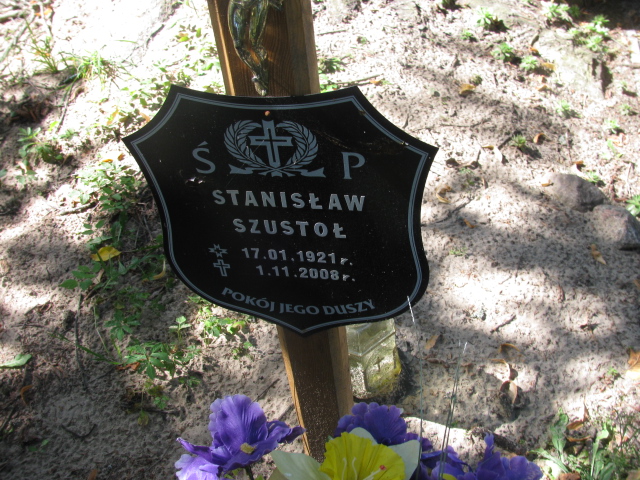 Ś P
STANISŁAW
SZUSTOŁ
17.01.1921 r.
1.11.2008 r.
POKÓJ JEGO DUSZY